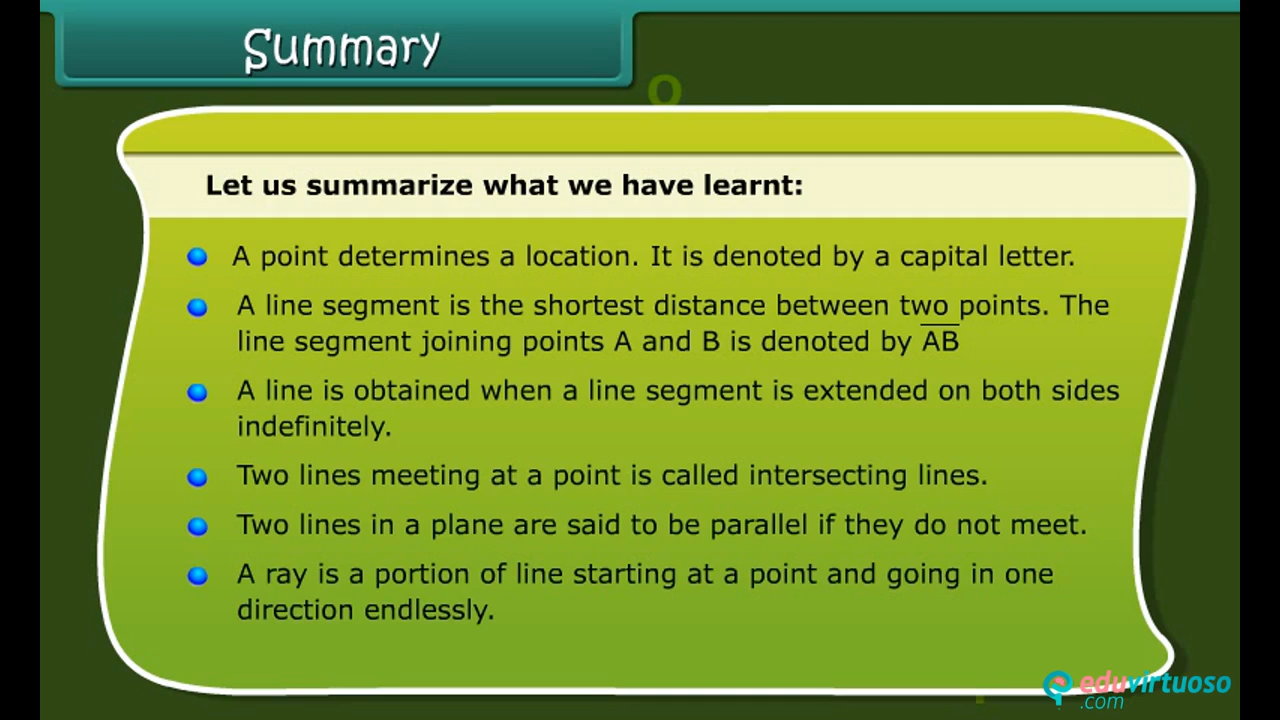 Summary
o
Let us summarize what we have learnt:
A point determines a location. It is denoted by a capital letter.
A line segment is the shortest distance between two points. The
line segment joining points A and B is denoted by A̅B̅
A line is obtained when a line segment is extended on both sides
indefinitely.
Two lines meeting at a point is called intersecting lines.
Two lines in a plane are said to be parallel if they do not meet.
A ray is a portion of line starting at a point and going in one
direction endlessly.
eduvirtuoso
.com